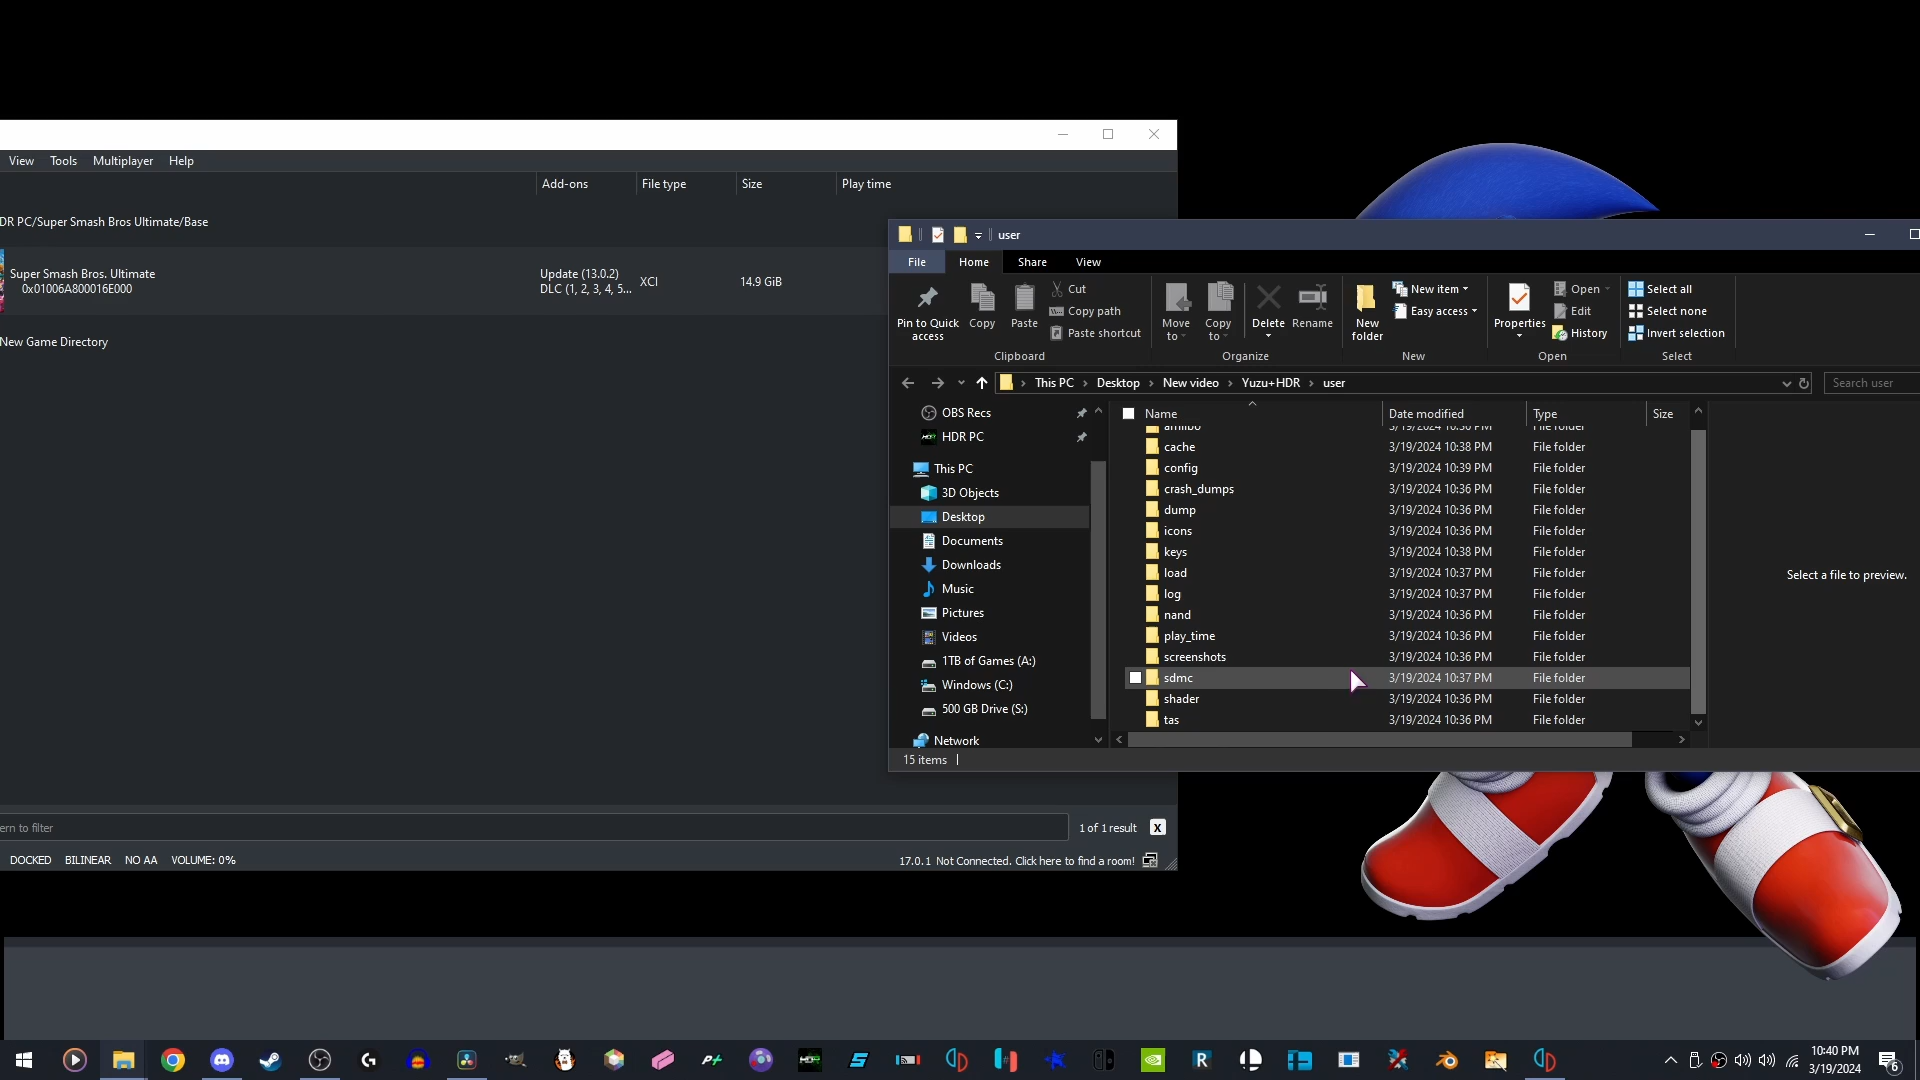 View Tools Multiplayer Help
Add-ons File type Size Play time
DR PC/Super Smash Bros Ultimate/Base
Super Smash Bros. Ultimate
0x01006A800016E000
Update (13.0.2)
DLC (1, 2, 3, 4, 5...
XCI
14.9 GiB
New Game Directory
ern to filter
1 of 1 result X
DOCKED BILINEAR NO AA VOLUME: 0%
17.0.1 Not Connected. Click here to find a room!
user
File Home Share View
Pin to Quick
access
Copy
Paste
Cut
Copy path
Paste shortcut
Clipboard
Move
to
Copy
to
Delete
Rename
Organize
New
folder
New item
Easy access
New
Properties
Open
Edit
History
Open
Select all
Select none
Invert selection
Select
This PC > Desktop > New video > Yuzu+HDR > user
Search user
OBS Recs
HDR PC
This PC
3D Objects
Desktop
Documents
Downloads
Music
Pictures
Videos
1TB of Games (A:)
Windows (C:)
500 GB Drive (S:)
Network
Name Date modified Type Size
amiibo 3/19/2024 10:36 PM File folder
cache 3/19/2024 10:38 PM File folder
config 3/19/2024 10:39 PM File folder
crash_dumps 3/19/2024 10:36 PM File folder
dump 3/19/2024 10:36 PM File folder
icons 3/19/2024 10:36 PM File folder
keys 3/19/2024 10:38 PM File folder
load 3/19/2024 10:37 PM File folder
log 3/19/2024 10:37 PM File folder
nand 3/19/2024 10:36 PM File folder
play_time 3/19/2024 10:36 PM File folder
screenshots 3/19/2024 10:36 PM File folder
sdmc 3/19/2024 10:37 PM File folder
shader 3/19/2024 10:36 PM File folder
tas 3/19/2024 10:36 PM File folder
Select a file to preview.
15 items
10:40 PM
3/19/2024
6